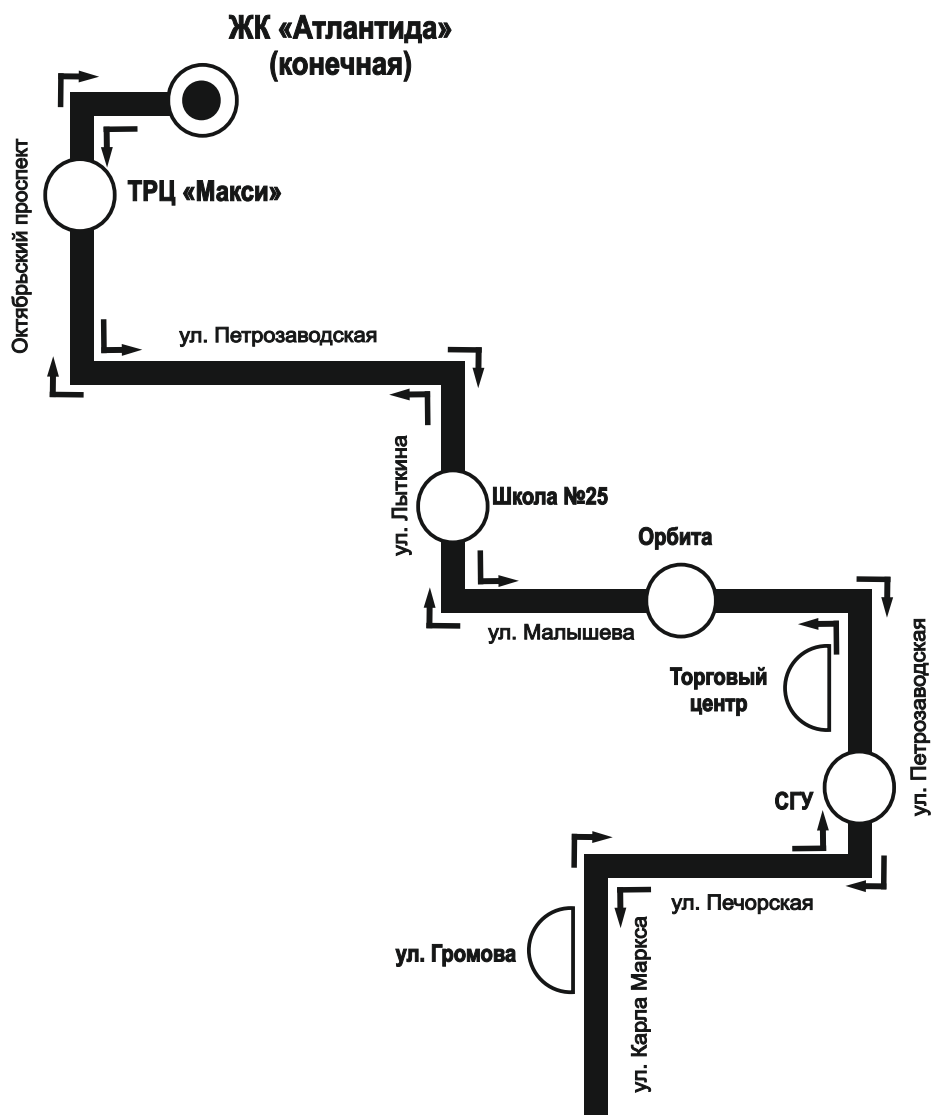 ЖК «Атлантида»
(конечная)
Октябрьский проспект
ТРЦ «Макси»
ул. Петрозаводская
ул. Лыткина
Школа №25
Орбита
ул. Малышева
Торговый
центр
ул. Петрозаводская
СГУ
ул. Печорская
ул. Громова
ул. Карла Маркса